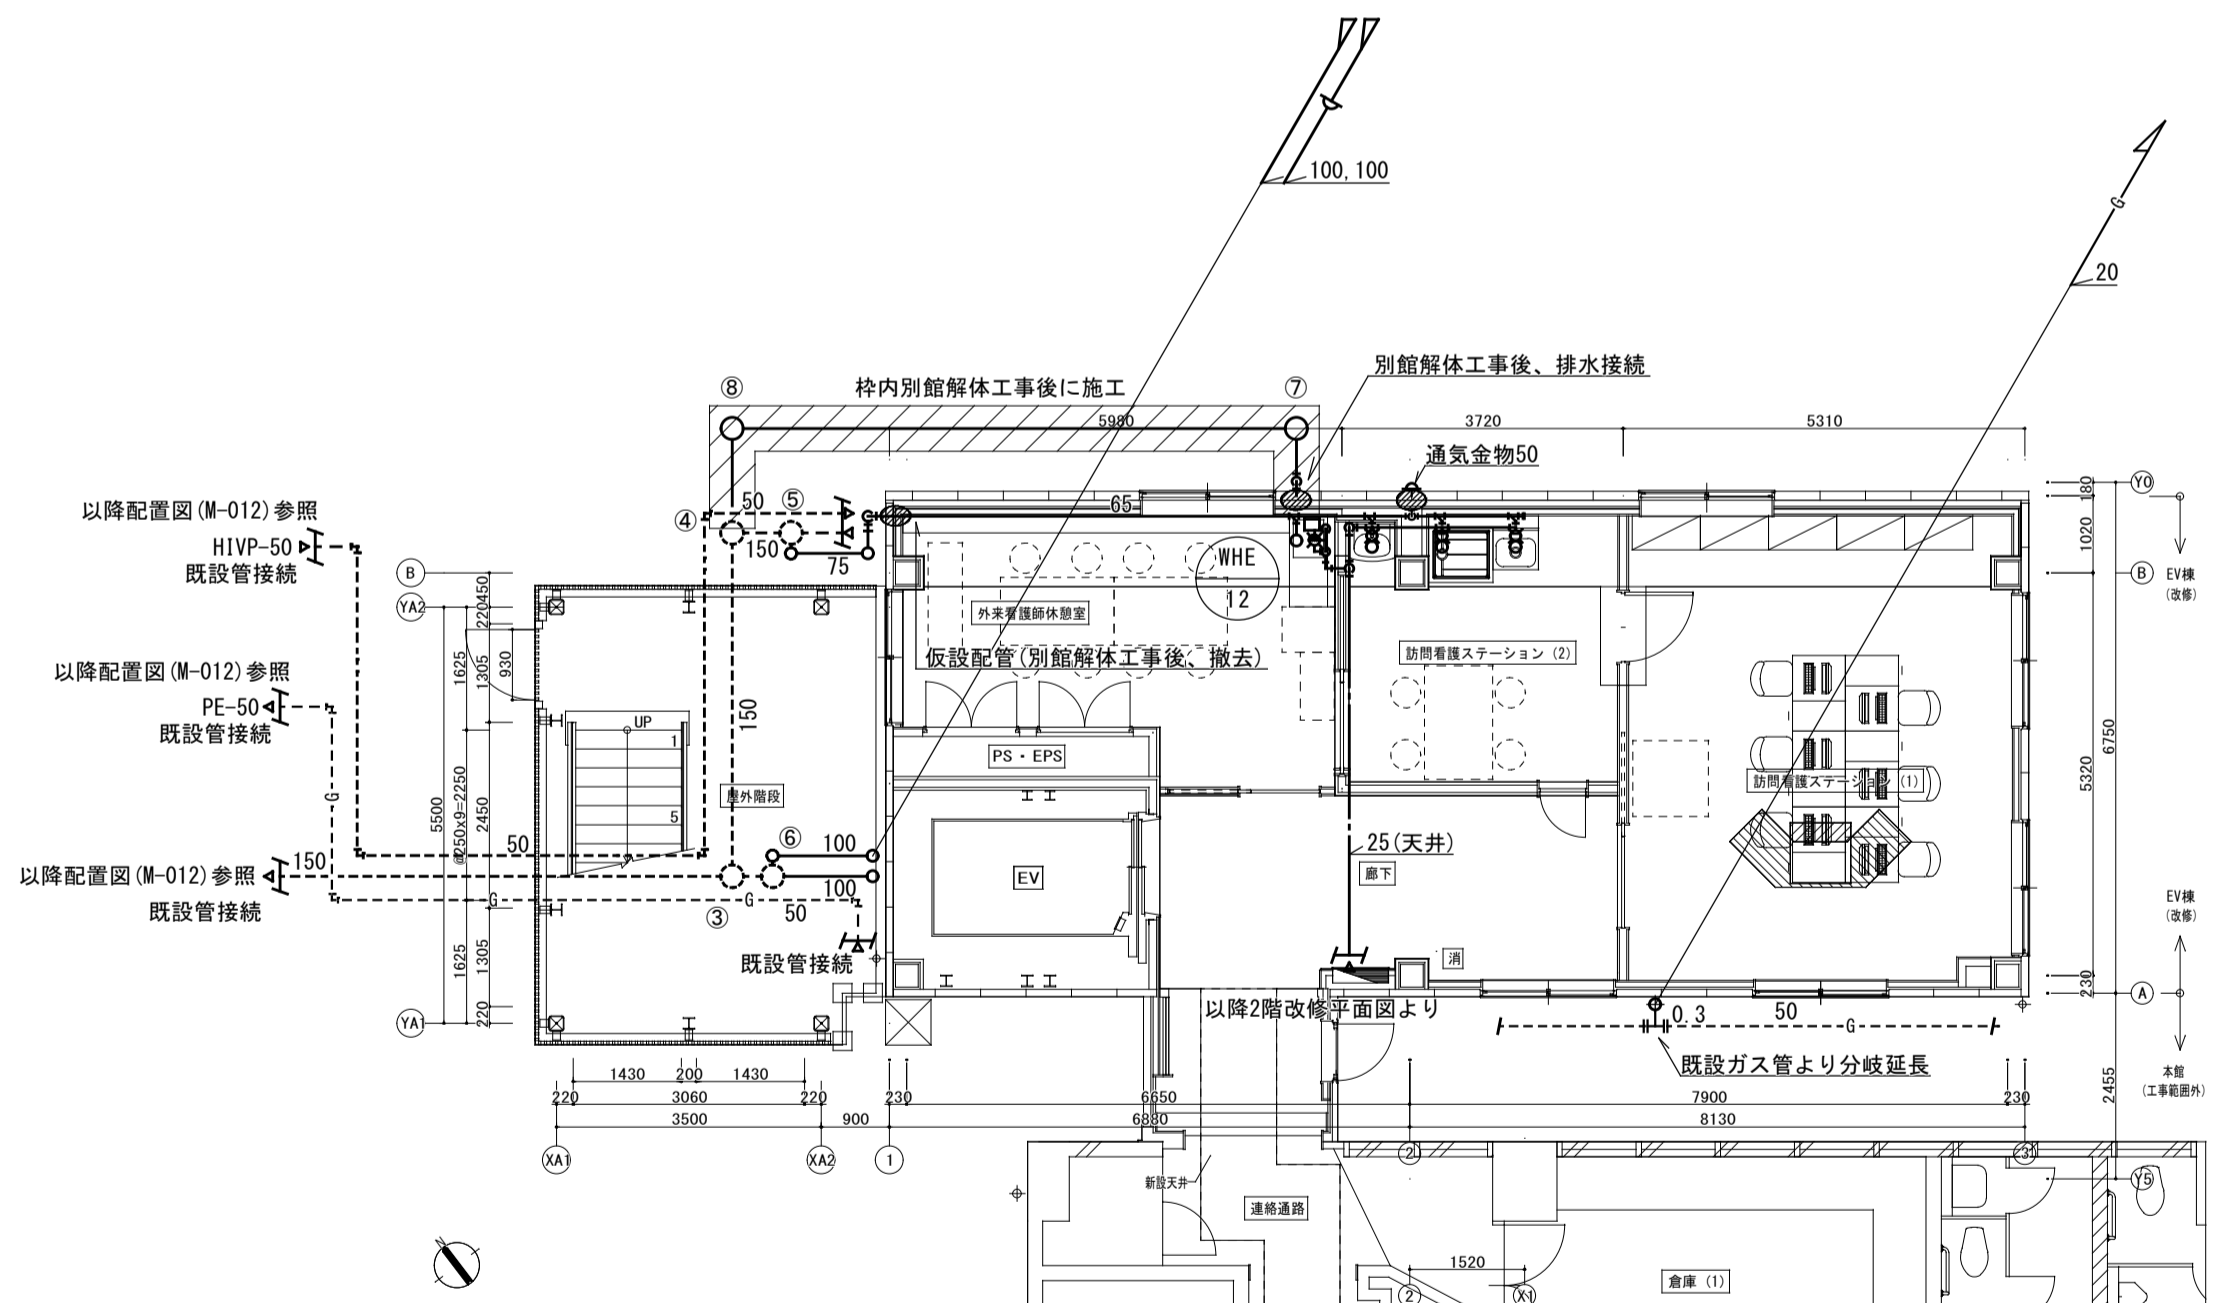 100,100
G
20
別館解体工事後、排水接続
⑧
枠内別館解体工事後に施工
⑦
5980
3720
5310
通気金物50
以降配置図(M-012)参照
HIVP-50
既設管接続
50
⑤
④
150
75
65
180
Y0
1020
WHE
12
B
YA2
450
220
B
EV棟
(改修)
外来看護師休憩室
以降配置図(M-012)参照
PE-50
既設管接続
1625
1305
930
仮設配管(別館解体工事後、撤去)
訪問看護ステーション (2)
150
UP
1
PS・EPS
6750
5320
訪問看護ステーション (1)
G
5500
@250x9=2250
2450
屋外階段
5
⑥
50
100
25(天井)
以降配置図(M-012)参照
150
既設管接続
EV
廊下
G
100
50
③
EV棟
(改修)
1625
1305
既設管接続
消
230
A
YA1
220
以降2階改修平面図より
0.3
50
G
既設ガス管より分岐延長
2455
本館
(工事範囲外)
1430
200
1430
220
3060
220
230
6650
7900
230
3500
900
6880
8130
XA1
XA2
1
2
3
新設天井
Y5
連絡通路
N
1520
倉庫 (1)
2
X1